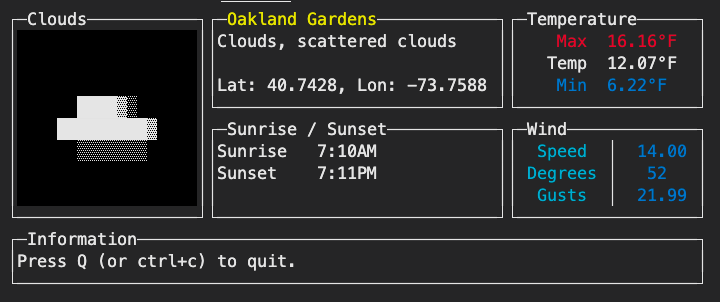 Clouds
Oakland Gardens
Clouds, scattered clouds
Lat: 40.7428, Lon: -73.7588
Temperature
Max 16.16°F
Temp 12.07°F
Min 6.22°F
Sunrise / Sunset
Sunrise 7:10AM
Sunset 7:11PM
Wind
Speed 14.00
Degrees 52
Gusts 21.99
Information
Press Q (or ctrl+c) to quit.